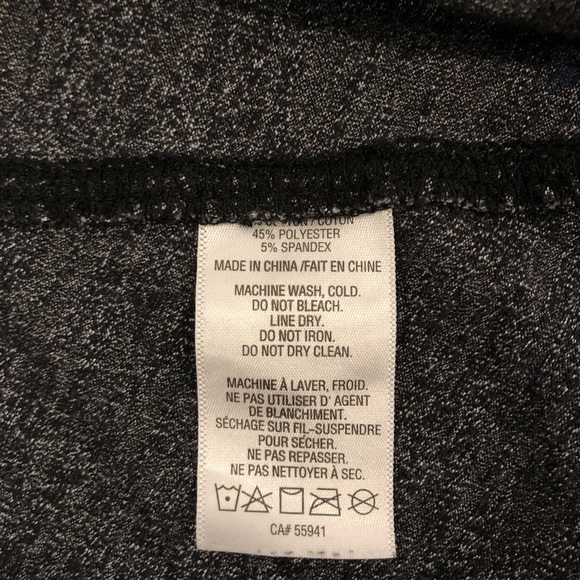 /COTON
45% POLYESTER
5% SPANDEX
MADE IN CHINA /FAIT EN CHINE
MACHINE WASH, COLD.
DO NOT BLEACH.
LINE DRY.
DO NOT IRON.
DO NOT DRY CLEAN.
MACHINE À LAVER, FROID.
NE PAS UTILISER D' AGENT
DE BLANCHIMENT.
SÉCHAGE SUR FIL-SUSPENDRE
POUR SÉCHER.
NE PAS REPASSER.
NE PAS NETTOYER À SEC.
CA# 55941